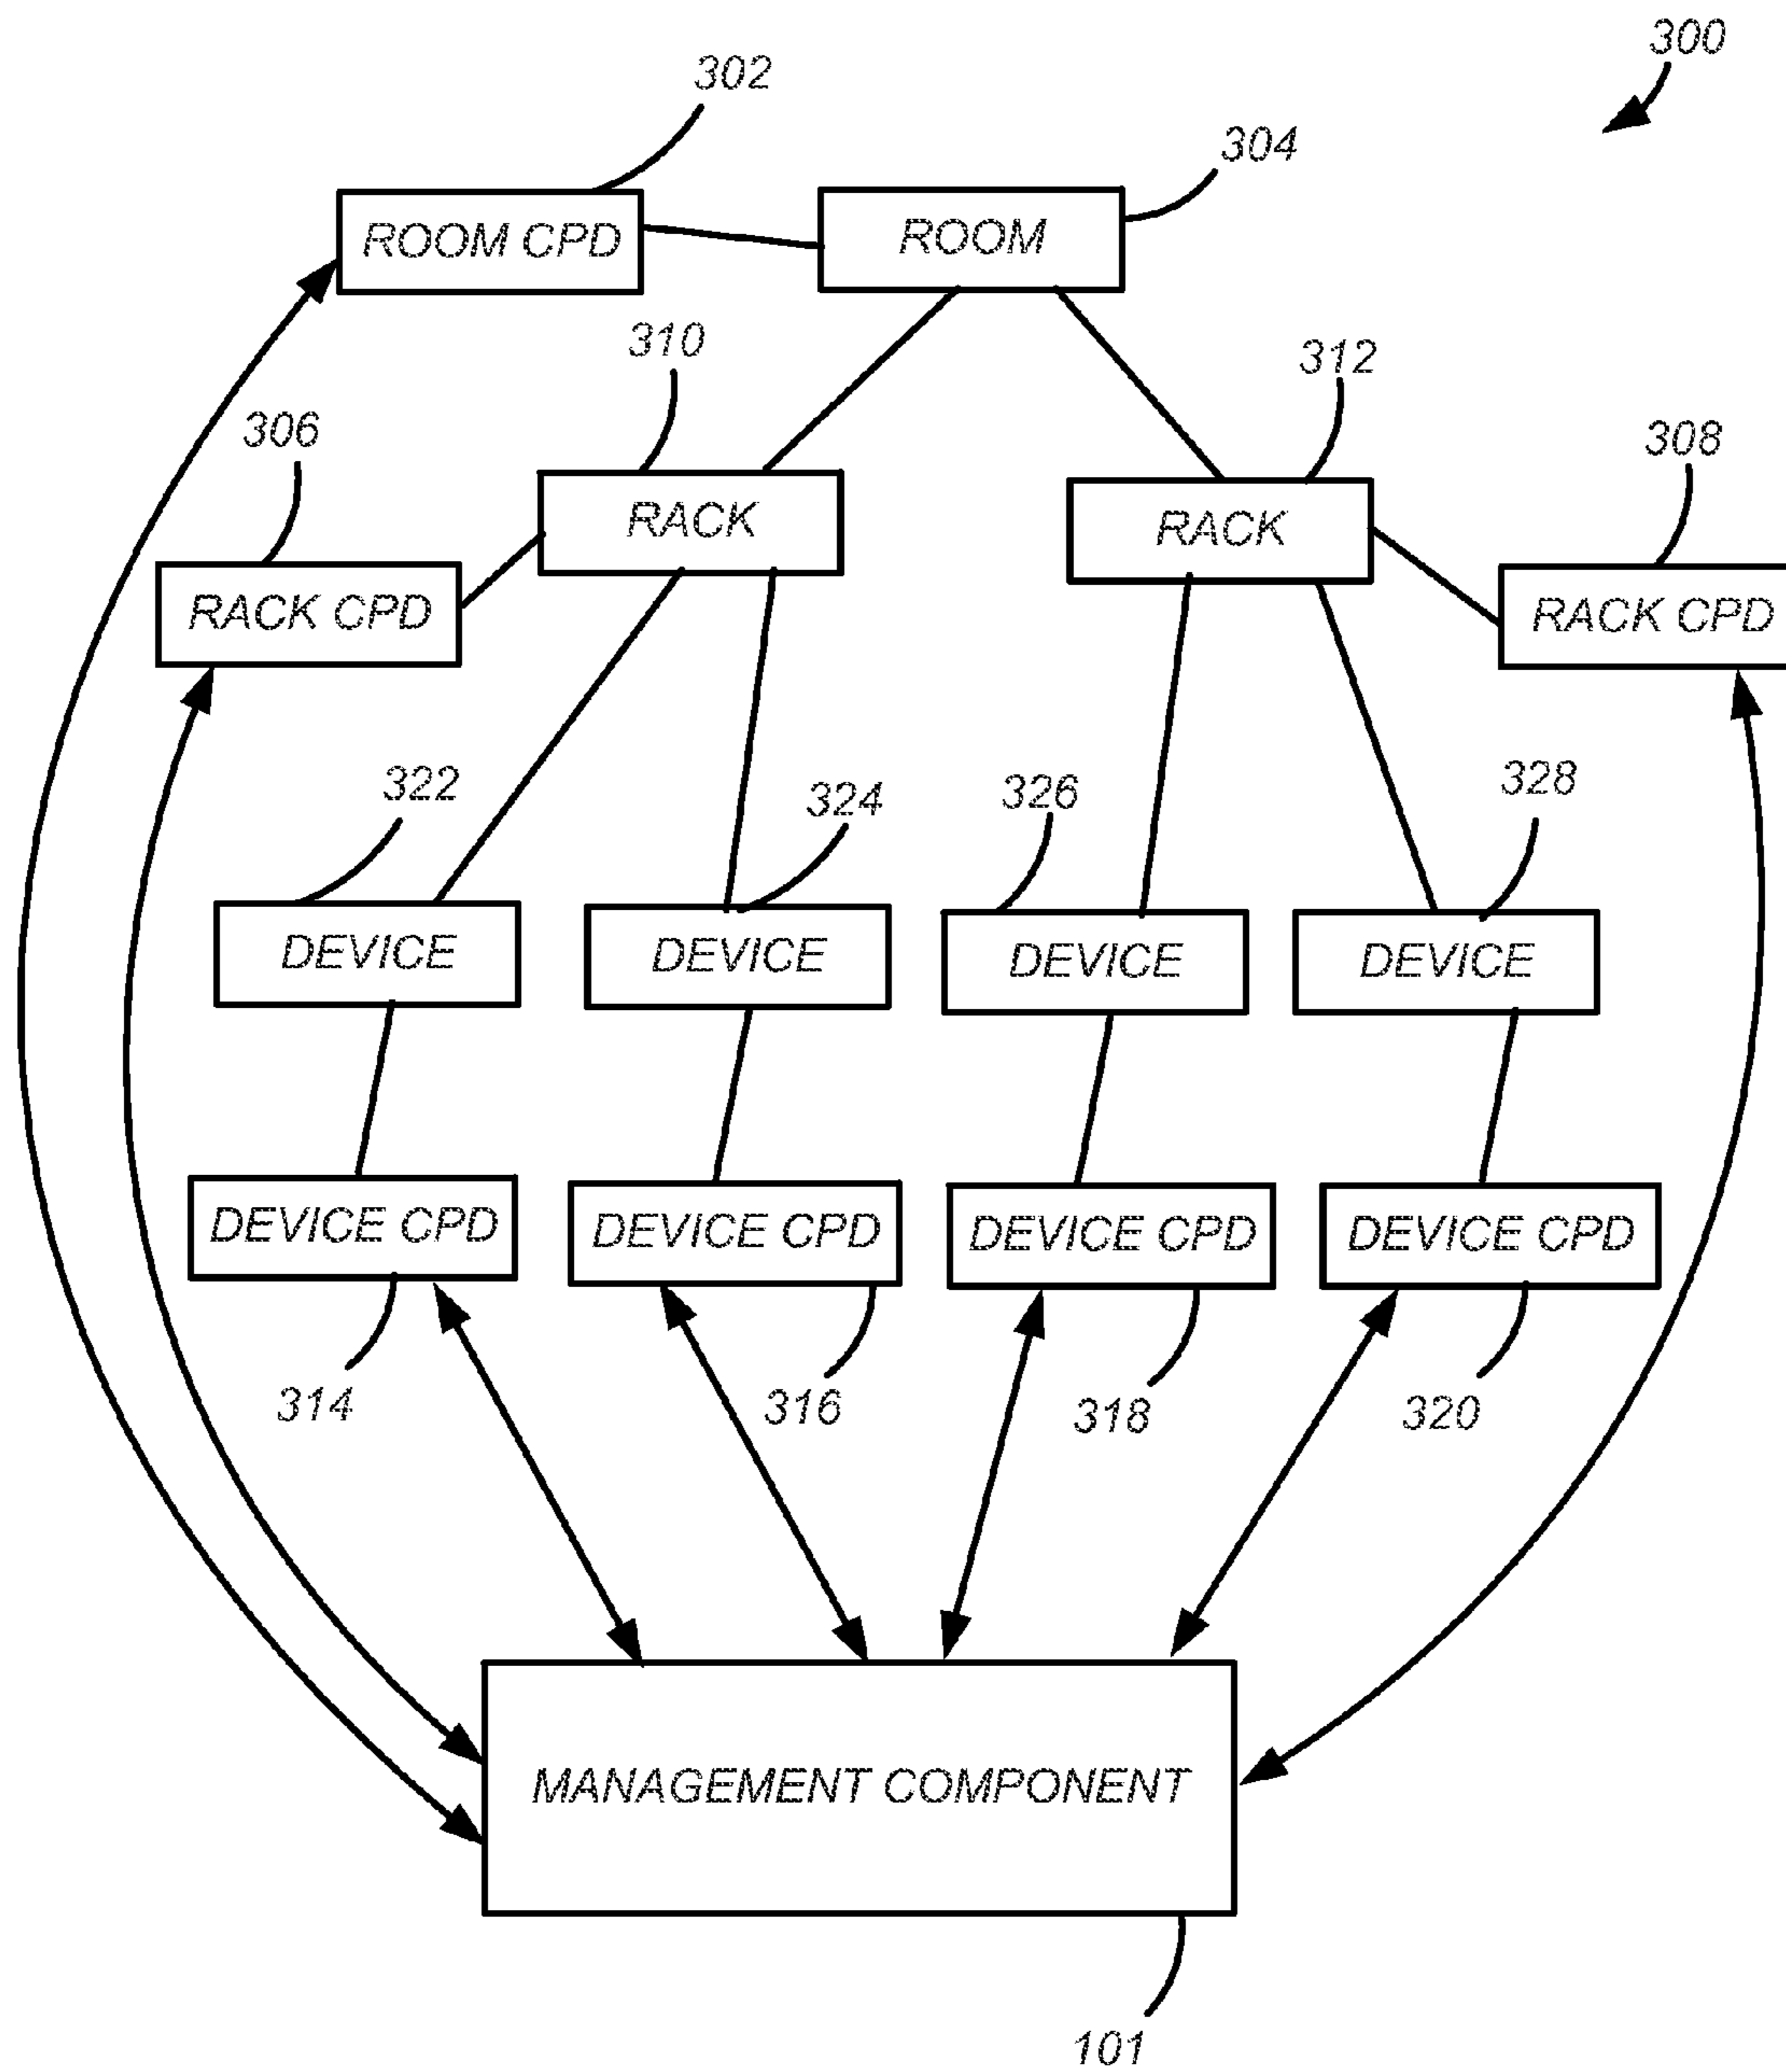 300
302
304
ROOM CPD
ROOM
310
312
306
308
RACK
RACK
RACK CPD
RACK CPD
322
324
326
328
DEVICE
DEVICE
DEVICE
DEVICE
DEVICE CPD
DEVICE CPD
DEVICE CPD
DEVICE CPD
314
316
318
320
MANAGEMENT COMPONENT
101